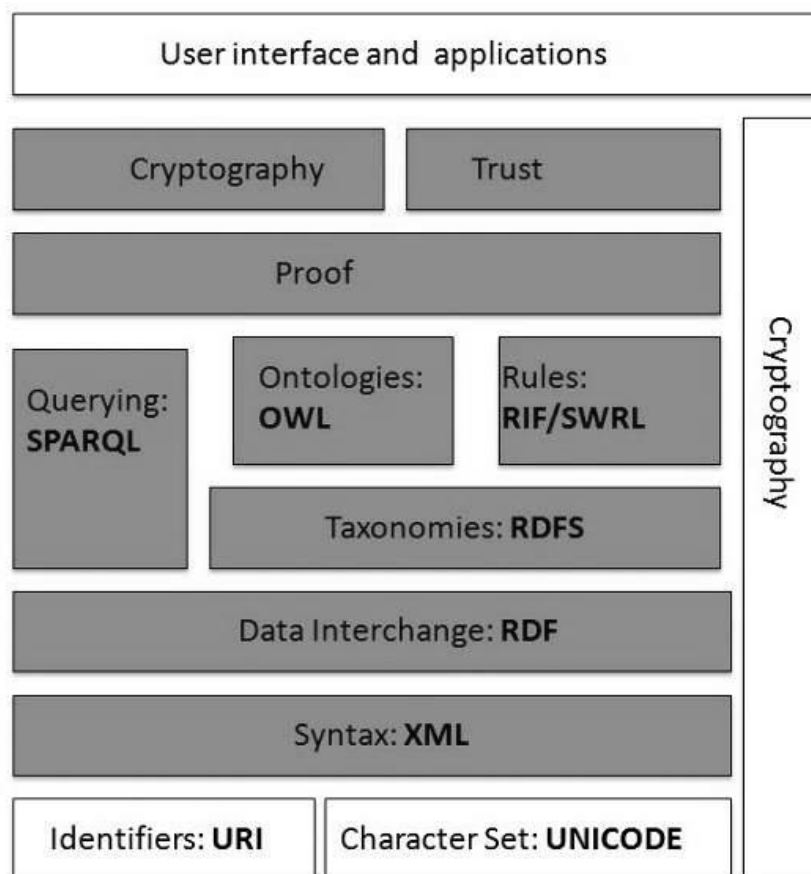 User interface and applications
Cryptography
Trust
Proof
Querying:
SPARQL
Ontologies:
OWL
Rules:
RIF/SWRL
Taxonomies: RDFS
Data Interchange: RDF
Syntax: XML
Identifiers: URI
Character Set: UNICODE
Cryptography